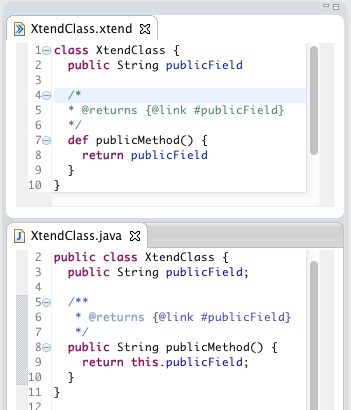 XtendClass.xtend
1 class XtendClass {
2 public String publicField
3
4 /*
5 * @returns {@link #publicField}
6 */
7 def publicMethod() {
8 return publicField
9 }
10 }
XtendClass.java
2 public class XtendClass {
3 public String publicField;
4
5 /**
6 * @returns {@link #publicField}
7 */
8 public String publicMethod() {
9 return this.publicField;
10 }
11 }
12